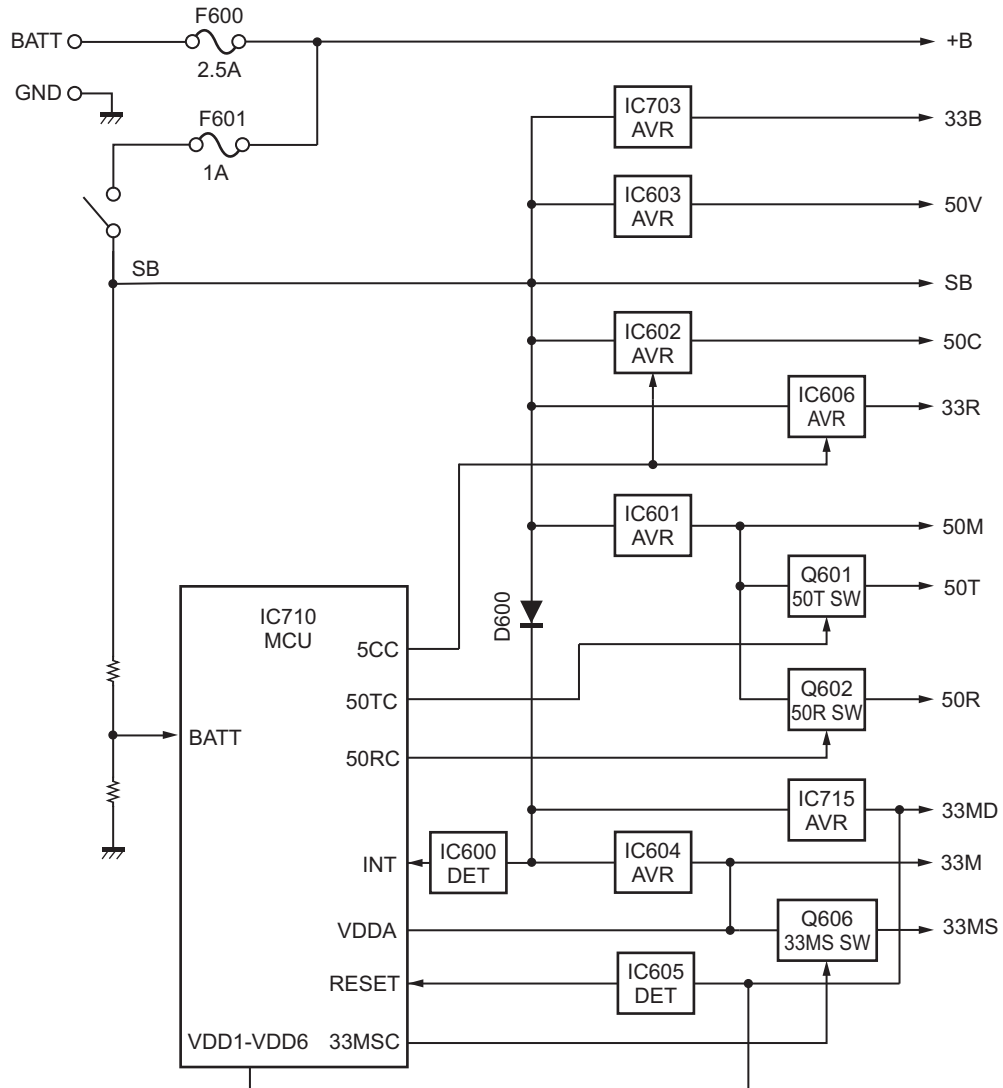 F600
BATT
+B
2.5A
GND
F601
1A
IC703
AVR
33B
IC603
AVR
50V
SB
SB
IC602
AVR
50C
IC606
AVR
33R
IC601
AVR
50M
Q601
50T SW
50T
D600
IC710
MCU
5CC
50TC
Q602
50R SW
50R
BATT
50RC
IC715
AVR
33MD
INT
IC600
DET
IC604
AVR
33M
VDDA
Q606
33MS SW
33MS
RESET
IC605
DET
VDD1-VDD6
33MSC